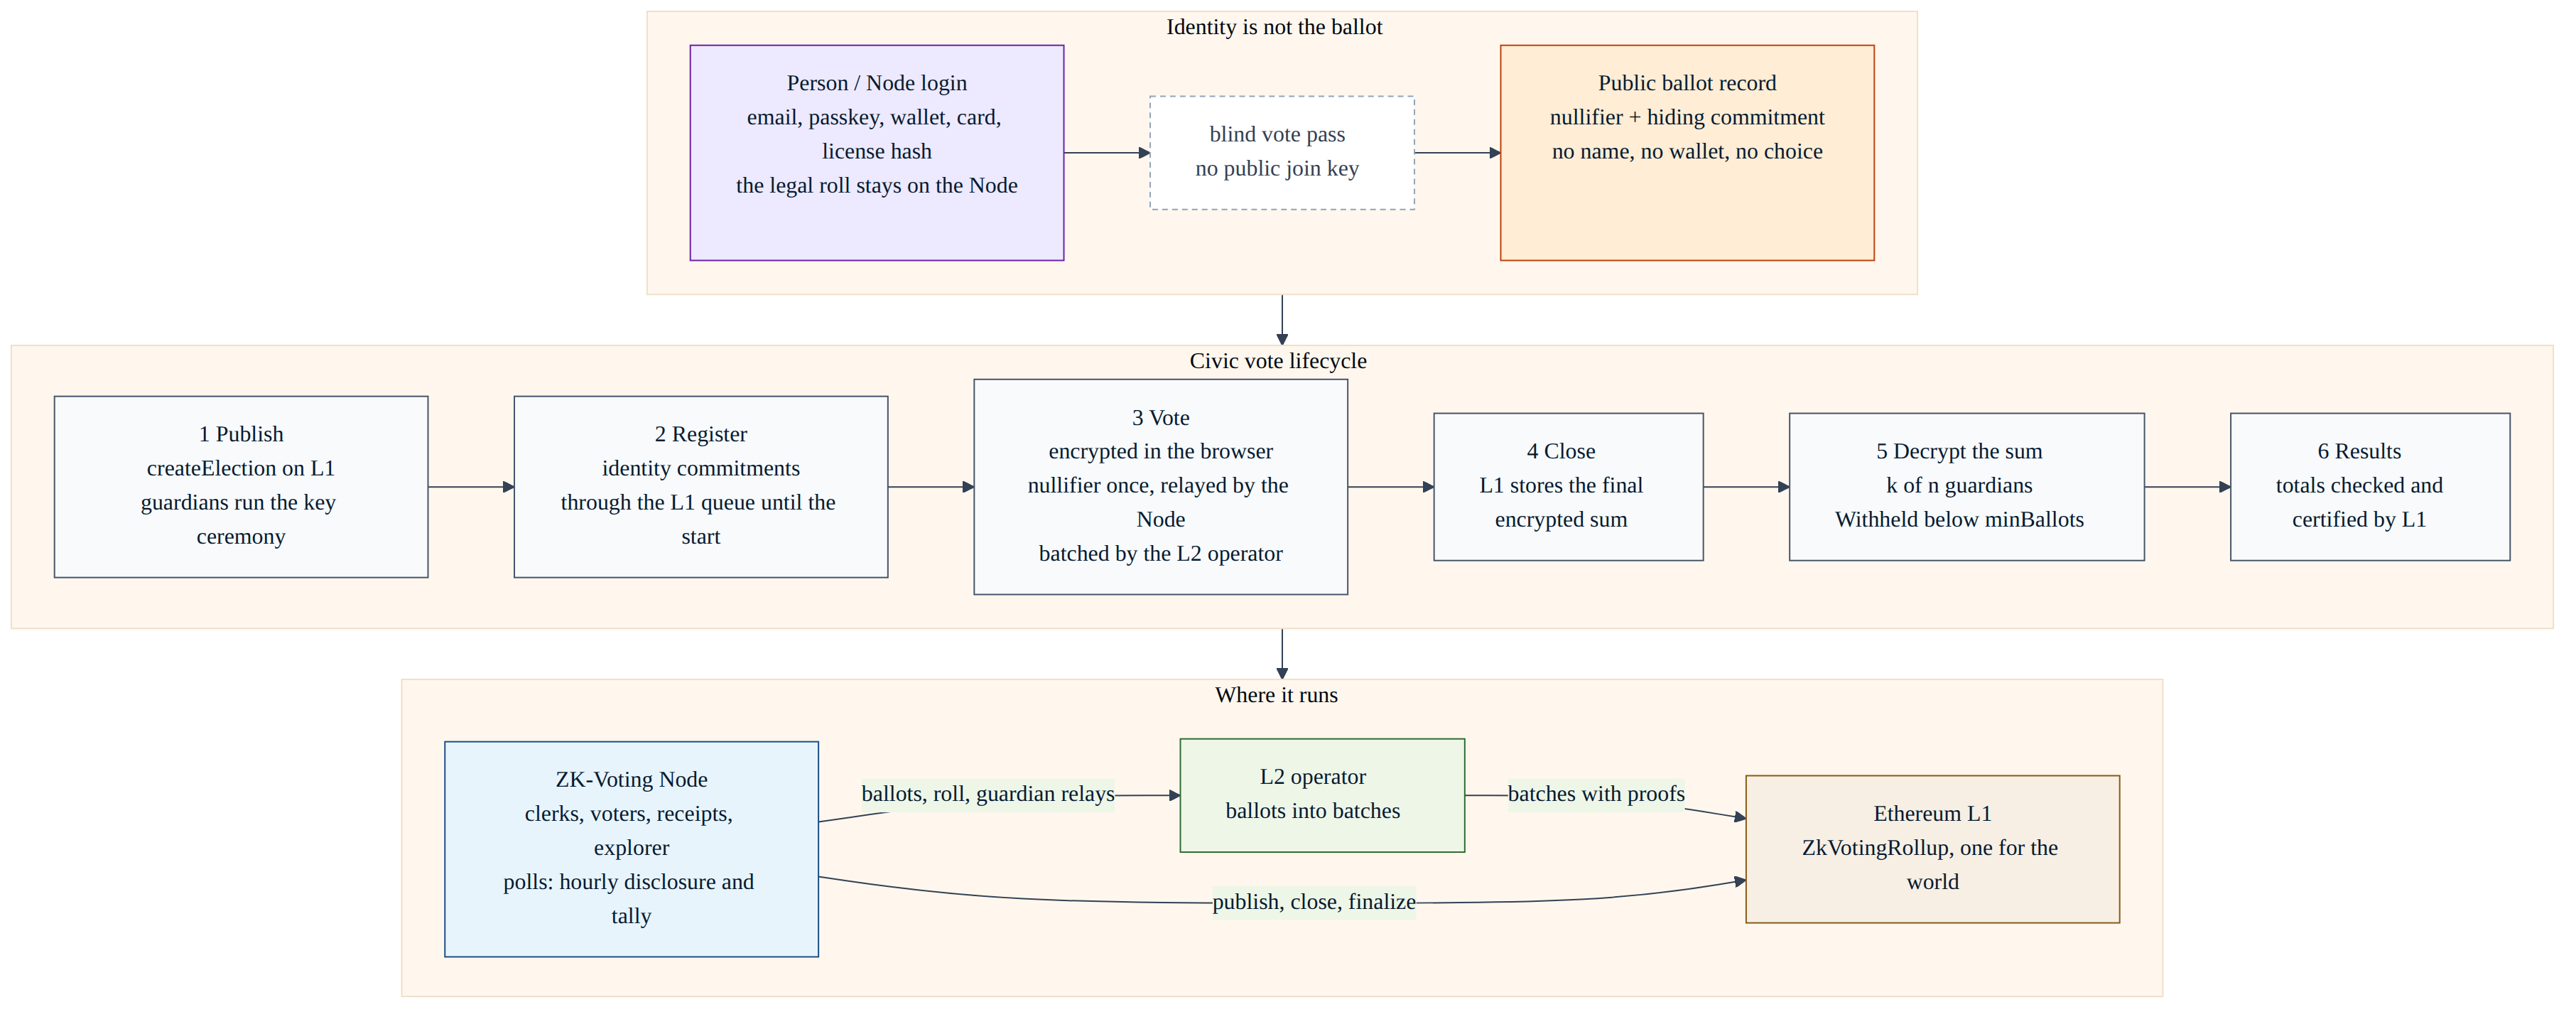 Identity is not the ballot
Person / Node login
email, passkey, wallet, card,
license hash
the legal roll stays on the Node
blind vote pass
no public join key
Public ballot record
nullifier + hiding commitment
no name, no wallet, no choice
Civic vote lifecycle
1 Publish
createElection on L1
guardians run the key
ceremony
2 Register
identity commitments
through the L1 queue until the
start
3 Vote
encrypted in the browser
nullifier once, relayed by the
Node
batched by the L2 operator
4 Close
L1 stores the final
encrypted sum
5 Decrypt the sum
k of n guardians
Withheld below minBallots
6 Results
totals checked and
certified by L1
Where it runs
ZK-Voting Node
clerks, voters, receipts,
explorer
polls: hourly disclosure and
tally
ballots, roll, guardian relays
L2 operator
ballots into batches
batches with proofs
publish, close, finalize
Ethereum L1
ZkVotingRollup, one for the
world